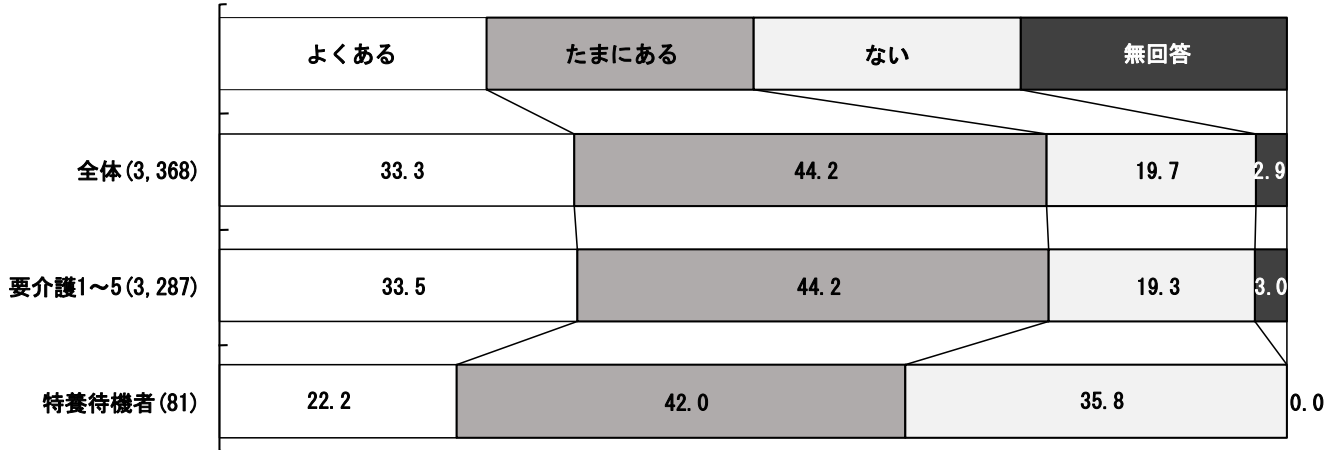 よくある たまにある ない 無回答
全体(3,368) 33.3 44.2 19.7 2.9
要介護1～5(3,287) 33.5 44.2 19.3 3.0
特養待機者(81) 22.2 42.0 35.8 0.0